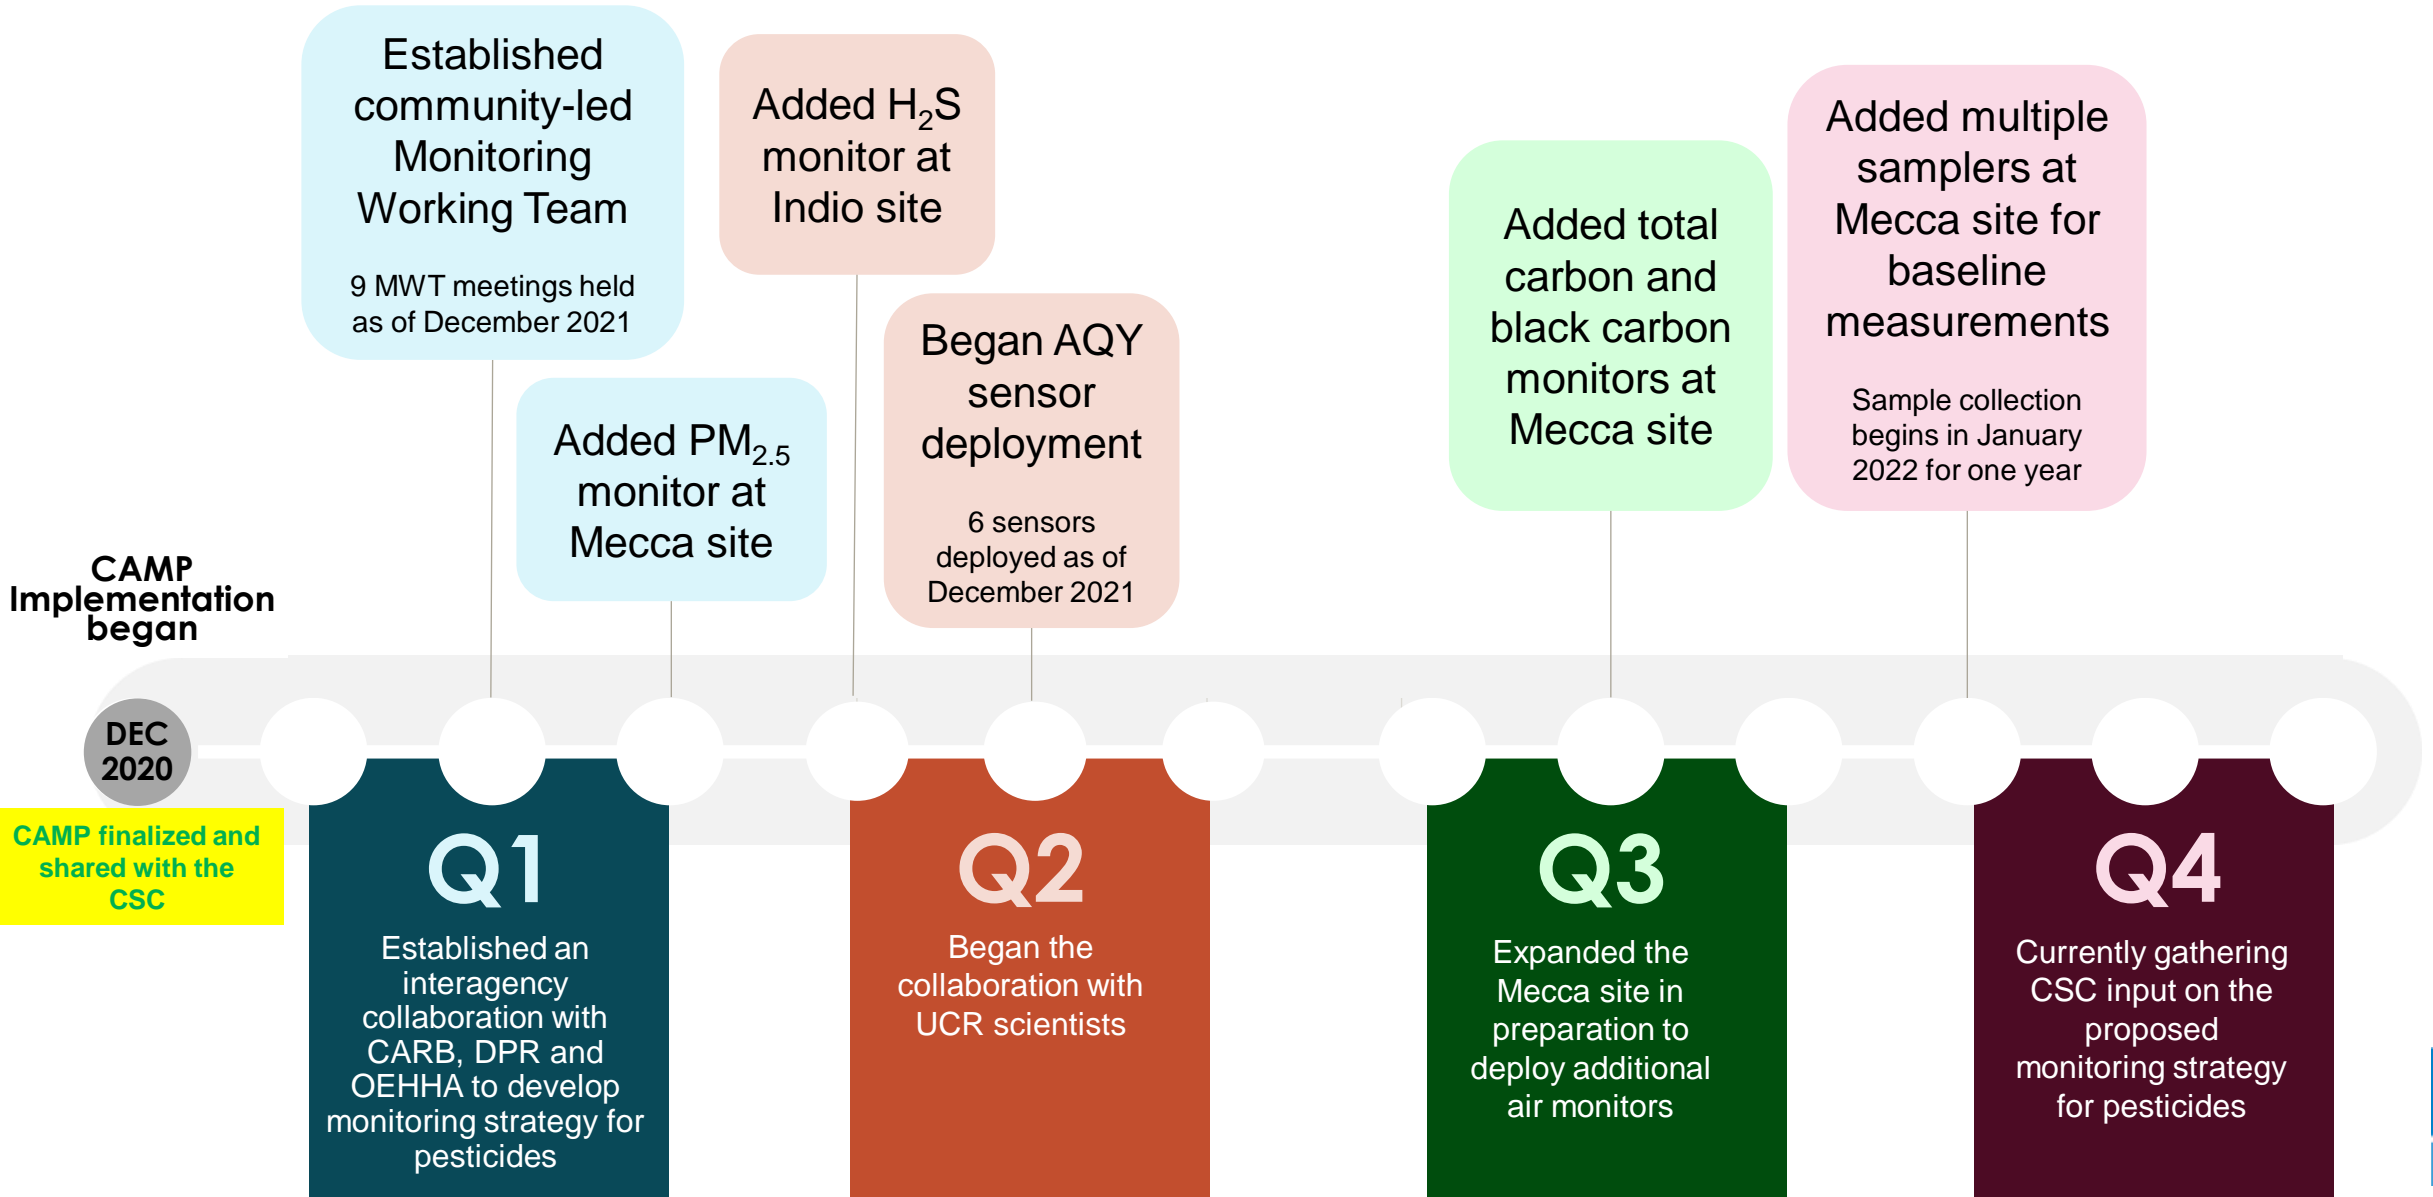 Established
community-led
Monitoring
Working Team
9 MWT meetings held
as of December 2021
Added PM2.5
monitor at
Mecca site
Added H2S
monitor at
Indio site
Began AQY
sensor
deployment
6 sensors
deployed as of
December 2021
Added total
carbon and
black carbon
monitors at
Mecca site
Added multiple
samplers at
Mecca site for
baseline
measurements
Sample collection
begins in January
2022 for one year
CAMP
Implementation
began
DEC
2020
CAMP finalized and
shared with the
CSC
Q1
Established an
interagency
collaboration with
CARB, DPR and
OEHHA to develop
monitoring strategy for
pesticides
Q2
Began the
collaboration with
UCR scientists
Q3
Expanded the
Mecca site in
preparation to
deploy additional
air monitors
Q4
Currently gathering
CSC input on the
proposed
monitoring strategy
for pesticides